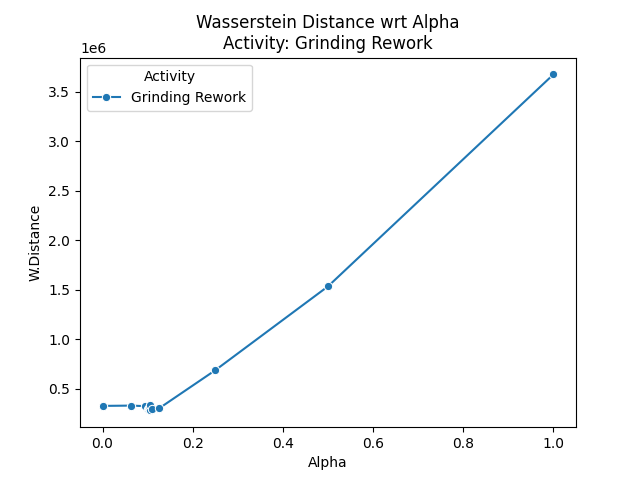 Wasserstein Distance wrt Alpha
Activity: Grinding Rework
1e6
Activity
Grinding Rework
3.5
3.0
2.5
2.0
1.5
1.0
0.5
W.Distance
0.0 0.2 0.4 0.6 0.8 1.0
Alpha